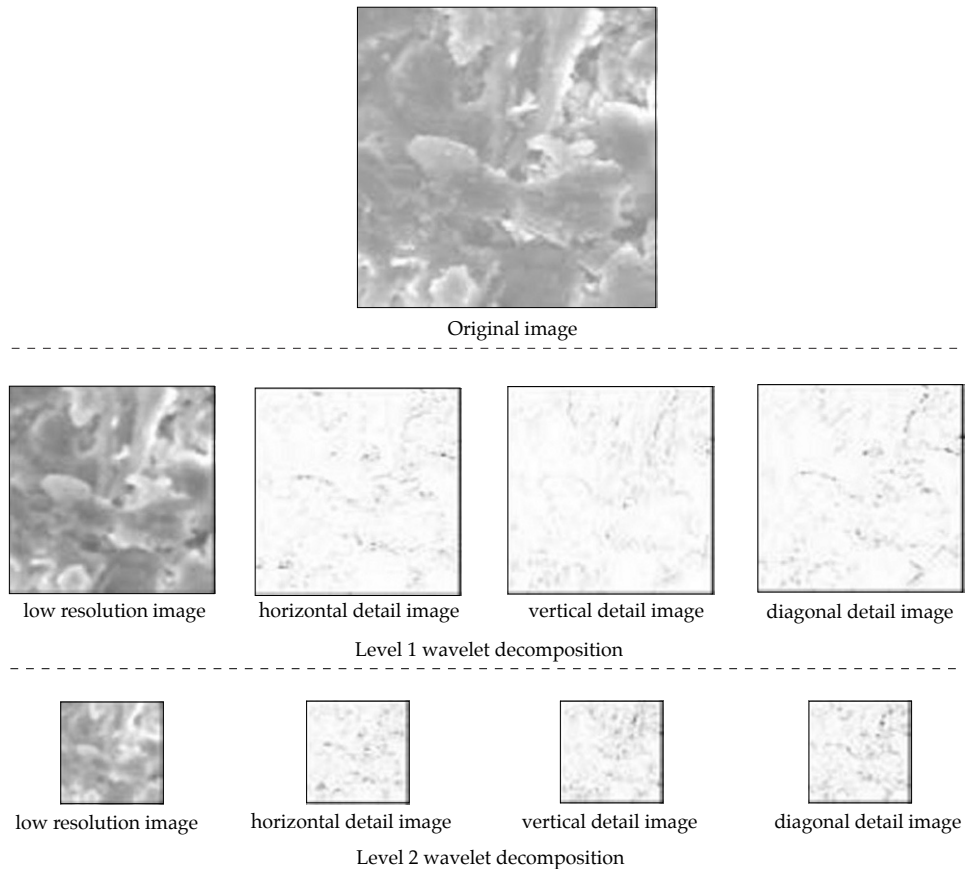 Original image
low resolution image
horizontal detail image
vertical detail image
diagonal detail image
Level 1 wavelet decomposition
low resolution image
horizontal detail image
vertical detail image
diagonal detail image
Level 2 wavelet decomposition